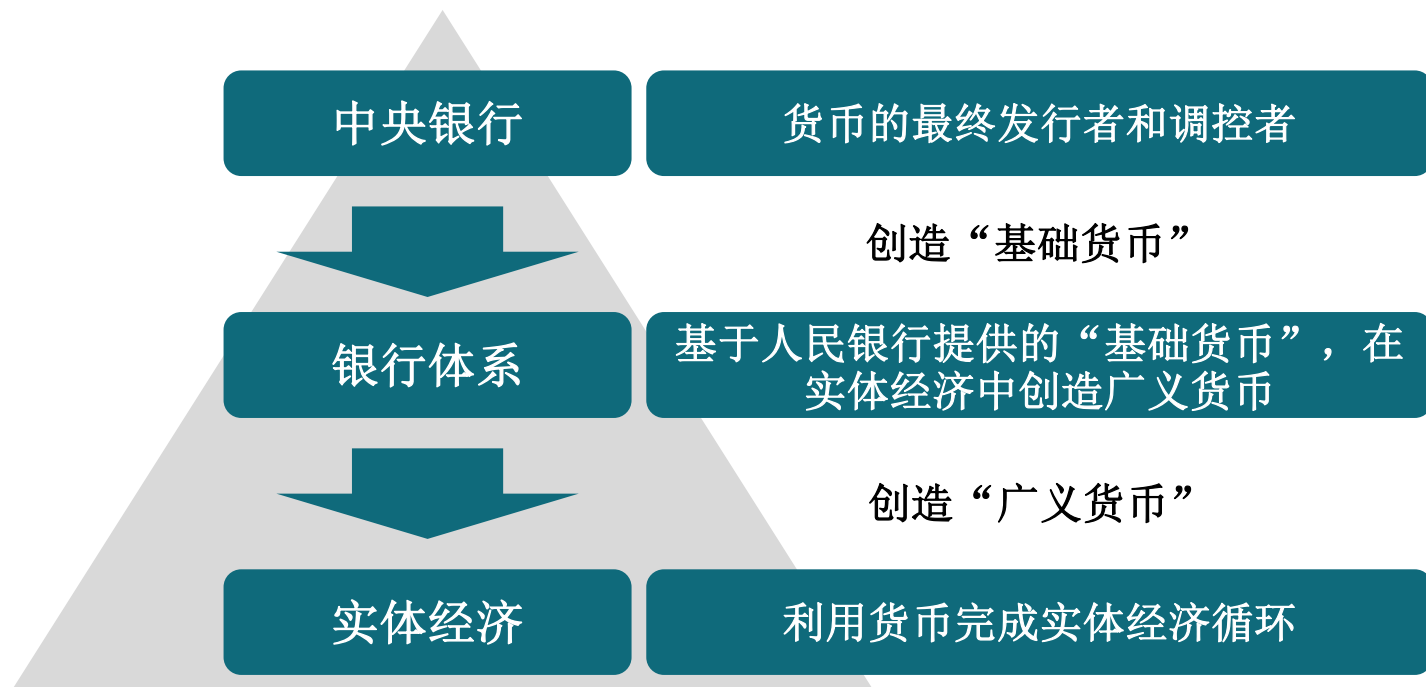 中央银行
货币的最终发行者和调控者
创造“基础货币”
银行体系
基于人民银行提供的“基础货币”，在
实体经济中创造广义货币
创造“广义货币”
实体经济
利用货币完成实体经济循环